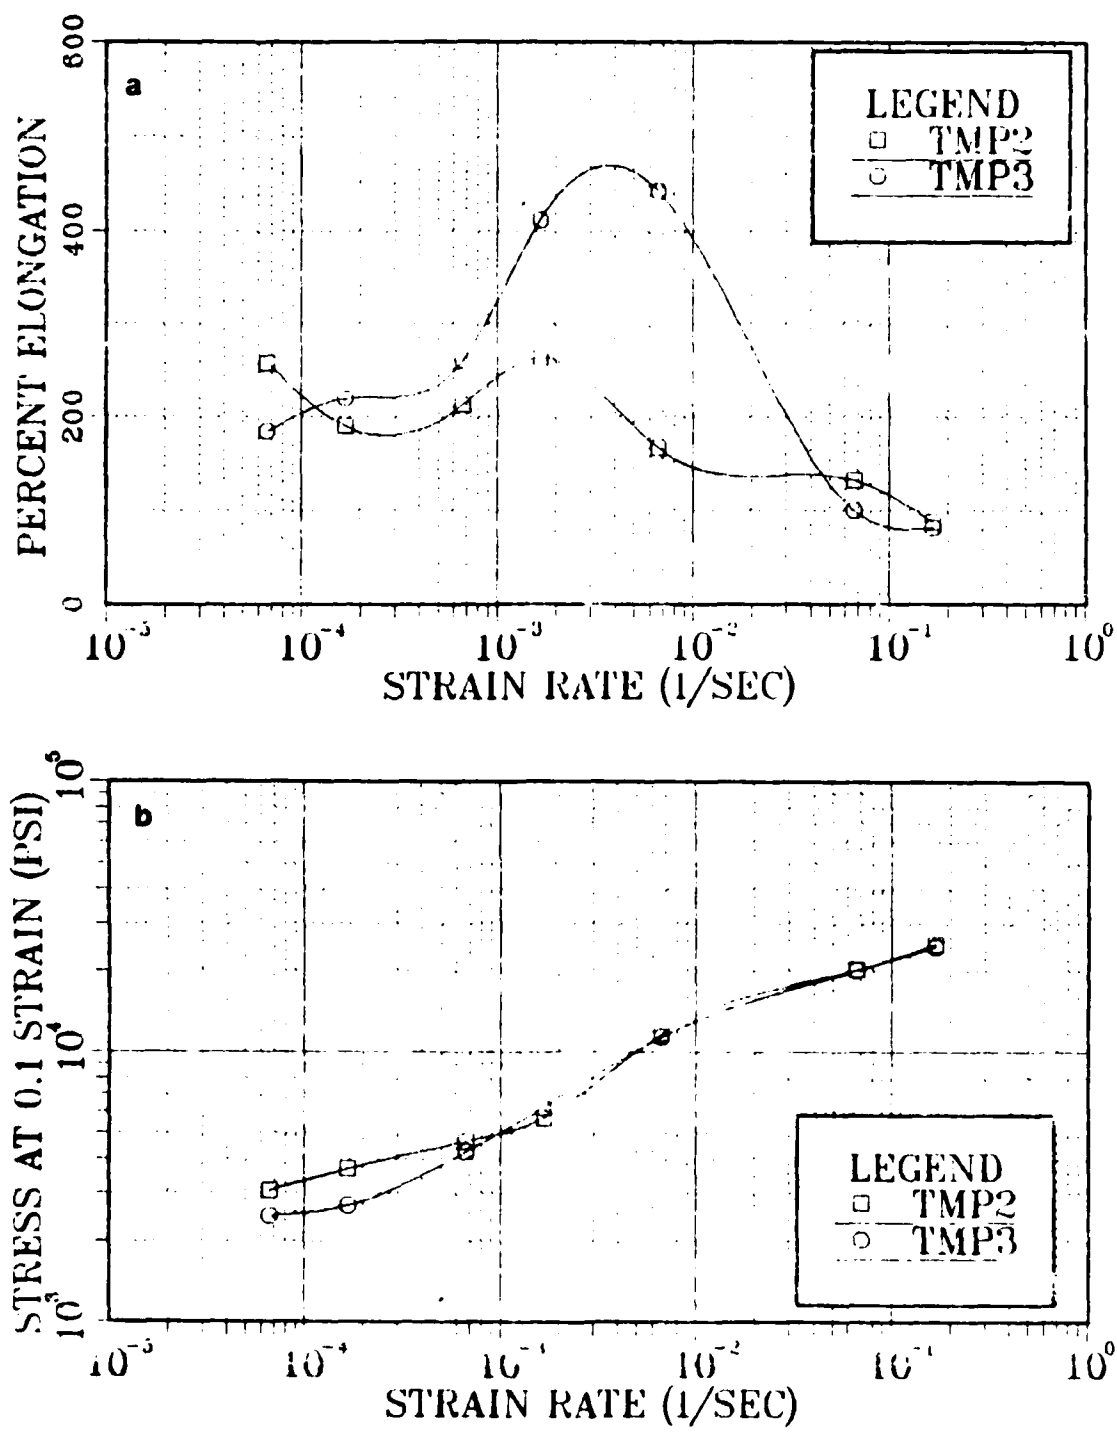 a
600
400
200
0
PERCENT ELONGATION
LEGEND
TMP2
TMP3
10⁻⁵ 10⁻⁴ 10⁻³ 10⁻² 10⁻¹ 10⁰
STRAIN RATE (1/SEC)
b
10⁵
10⁴
10³
STRESS AT 0.1 STRAIN (PSI)
LEGEND
TMP2
TMP3
10⁻⁵ 10⁻⁴ 10⁻³ 10⁻² 10⁻¹ 10⁰
STRAIN RATE (1/SEC)